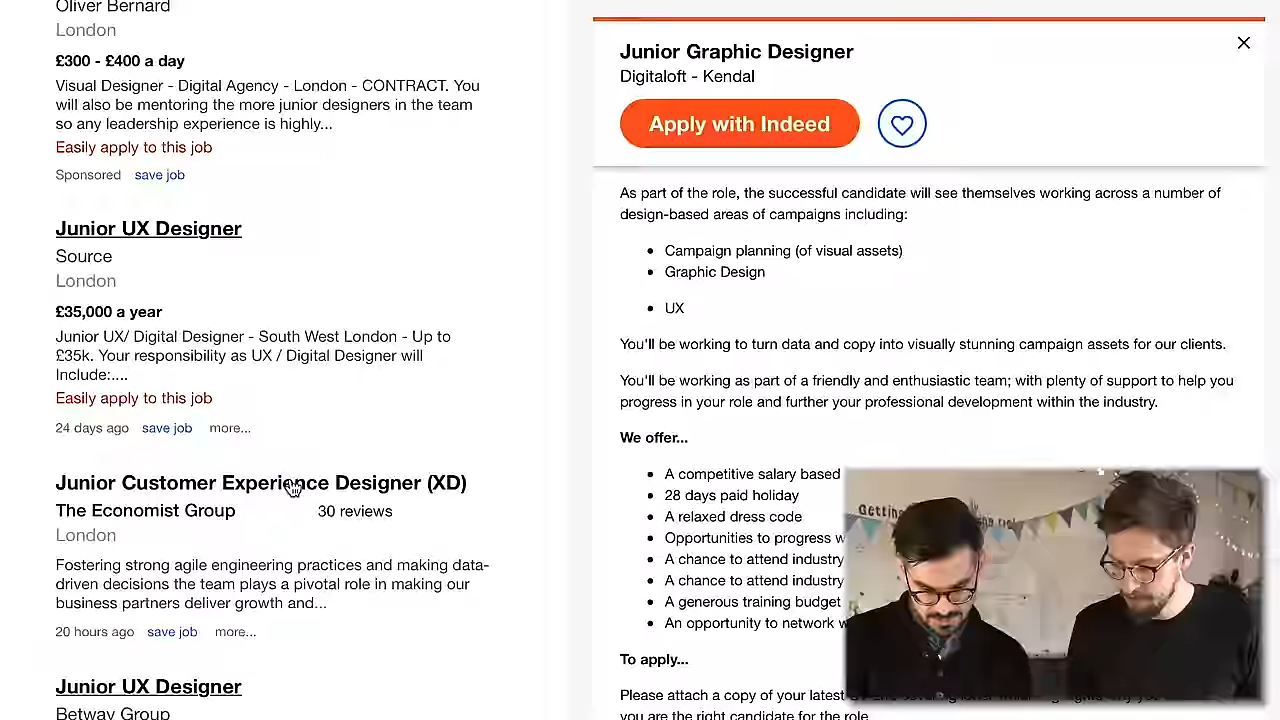 Oliver Bernard
London
£300 - £400 a day
Visual Designer - Digital Agency - London - CONTRACT. You
will also be mentoring the more junior designers in the team
so any leadership experience is highly...
Easily apply to this job
Sponsored save job
Junior UX Designer
Source
London
£35,000 a year
Junior UX/ Digital Designer - South West London - Up to
£35k. Your responsibility as UX / Digital Designer will
Include:....
Easily apply to this job
24 days ago save job more...
Junior Customer Experience Designer (XD)
The Economist Group 30 reviews
London
Fostering strong agile engineering practices and making data-
driven decisions the team plays a pivotal role in making our
business partners deliver growth and...
20 hours ago save job more...
Junior UX Designer
Betway Group
Junior Graphic Designer
Digitaloft - Kendal
Apply with Indeed
As part of the role, the successful candidate will see themselves working across a number of
design-based areas of campaigns including:
Campaign planning (of visual assets)
Graphic Design
UX
You'll be working to turn data and copy into visually stunning campaign assets for our clients.
You'll be working as part of a friendly and enthusiastic team; with plenty of support to help you
progress in your role and further your professional development within the industry.
We offer...
A competitive salary based
28 days paid holiday
A relaxed dress code
Opportunities to progress w
A chance to attend industry
A chance to attend industry
A generous training budget
An opportunity to network w
To apply...
Please attach a copy of your latest
you are the right candidate for the role
Getting